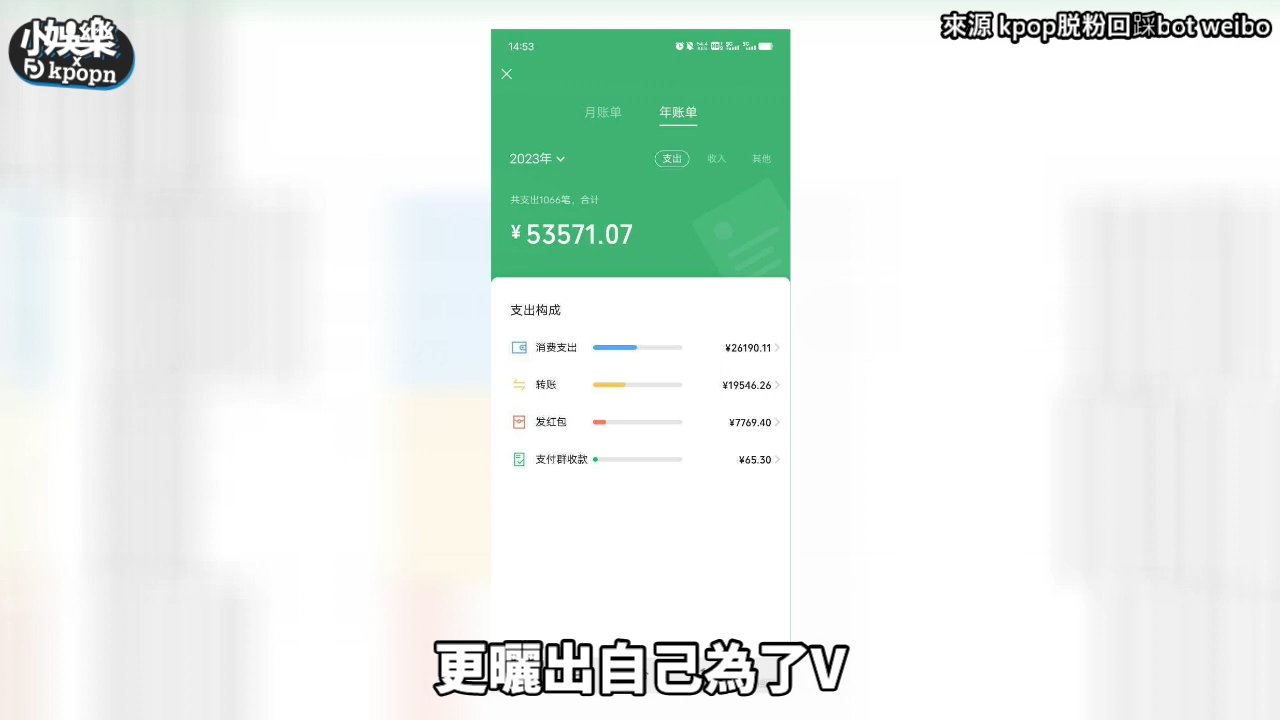 小娛樂
x
kpopn
來源 kpop脱粉回踩bot weibo
14:53
月账单 年账单
2023年 支出 收入 其他
共支出1066笔，合计
¥ 53571.07
支出构成
消费支出 ¥26190.11
转账 ¥19546.26
发红包 ¥7769.40
支付群收款 ¥65.30
更曬出自己為了V